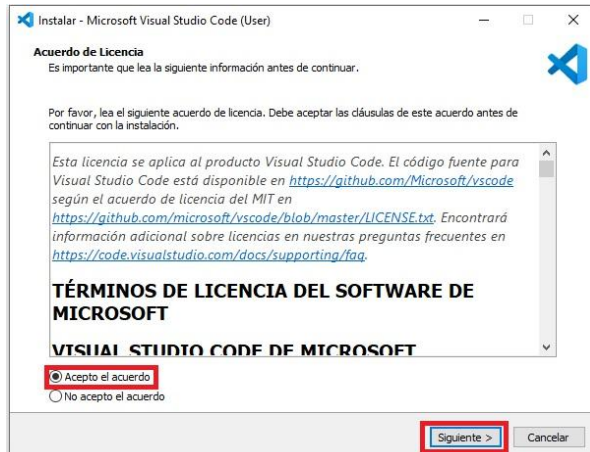 Instalar - Microsoft Visual Studio Code (User)
Acuerdo de Licencia
Es importante que lea la siguiente información antes de continuar.
Por favor, lea el siguiente acuerdo de licencia. Debe aceptar las cláusulas de este acuerdo antes de
continuar con la instalación.
Esta licencia se aplica al producto Visual Studio Code. El código fuente para
Visual Studio Code está disponible en https://github.com/Microsoft/vscode
según el acuerdo de licencia del MIT en
https://github.com/microsoft/vscode/blob/master/LICENSE.txt. Encontrará
información adicional sobre licencias en nuestras preguntas frecuentes en
https://code.visualstudio.com/docs/supporting/faq.
TÉRMINOS DE LICENCIA DEL SOFTWARE DE
MICROSOFT
VISUAL STUDIO CODE DE MICROSOFT
Acepto el acuerdo
No acepto el acuerdo
Siguiente > Cancelar